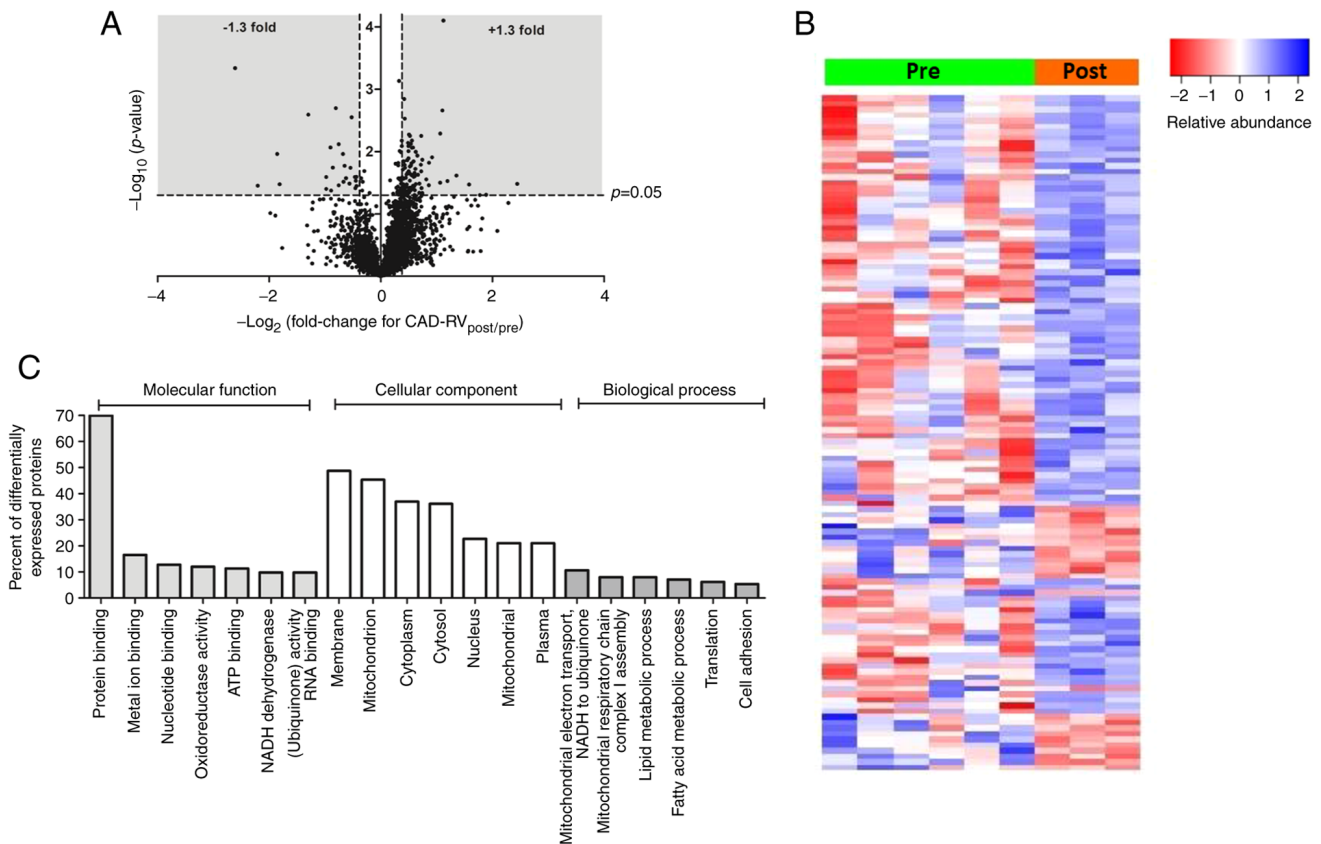 A
-1.3 fold
+1.3 fold
4
3
2
–Log10 (p-value)
p=0.05
–4
–2
0
2
4
–Log2 (fold-change for CAD-RVpost/pre)
B
Pre
Post
–2 –1 0 1 2
Relative abundance
C
Molecular function
Cellular component
Biological process
Percent of differentially
expressed proteins
70
60
50
40
30
20
10
0
Protein binding
Metal ion binding
Nucleotide binding
Oxidoreductase activity
ATP binding
NADH dehydrogenase
(Ubiquinone) activity
RNA binding
Membrane
Mitochondrion
Cytoplasm
Cytosol
Nucleus
Mitochondrial
Plasma
Mitochondrial electron transport,
NADH to ubiquinone
Mitochondrial respiratory chain
complex I assembly
Lipid metabolic process
Fatty acid metabolic process
Translation
Cell adhesion